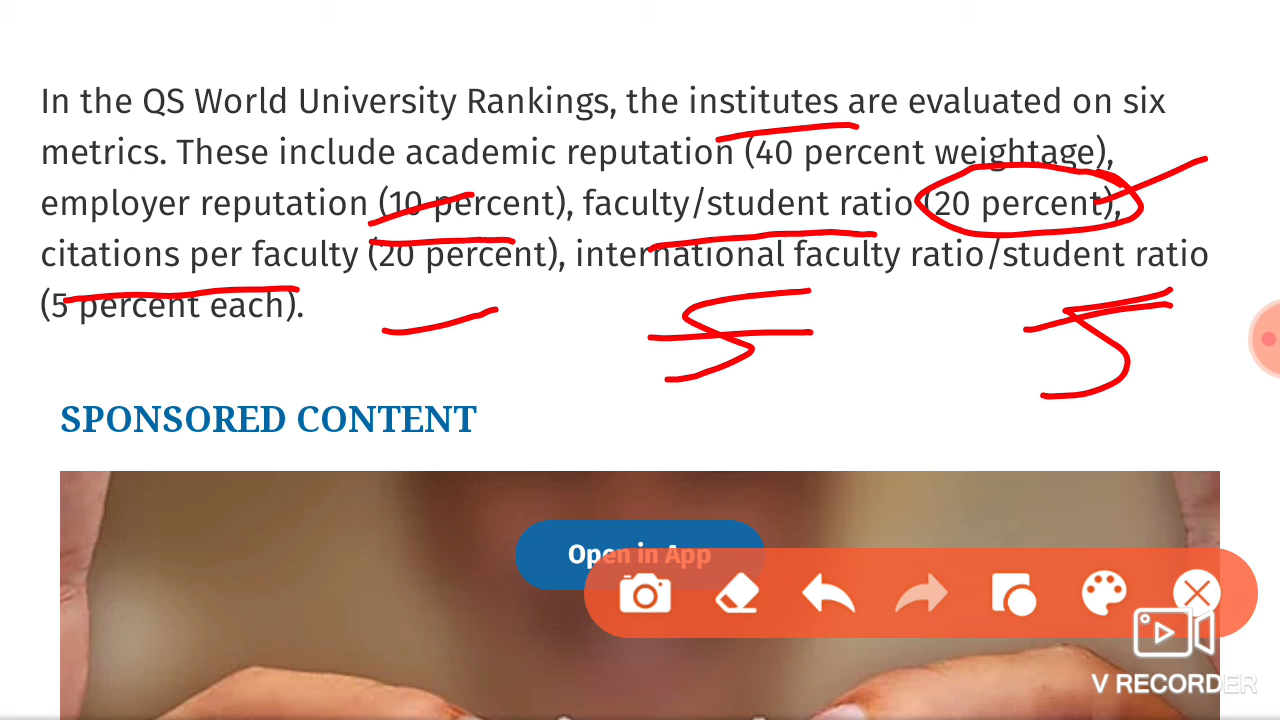 In the QS World University Rankings, the institutes are evaluated on six
metrics. These include academic reputation (40 percent weightage),
employer reputation (10 percent), faculty/student ratio (20 percent),
citations per faculty (20 percent), international faculty ratio/student ratio
(5 percent each).
5 5
SPONSORED CONTENT
Open in App
V RECORDER